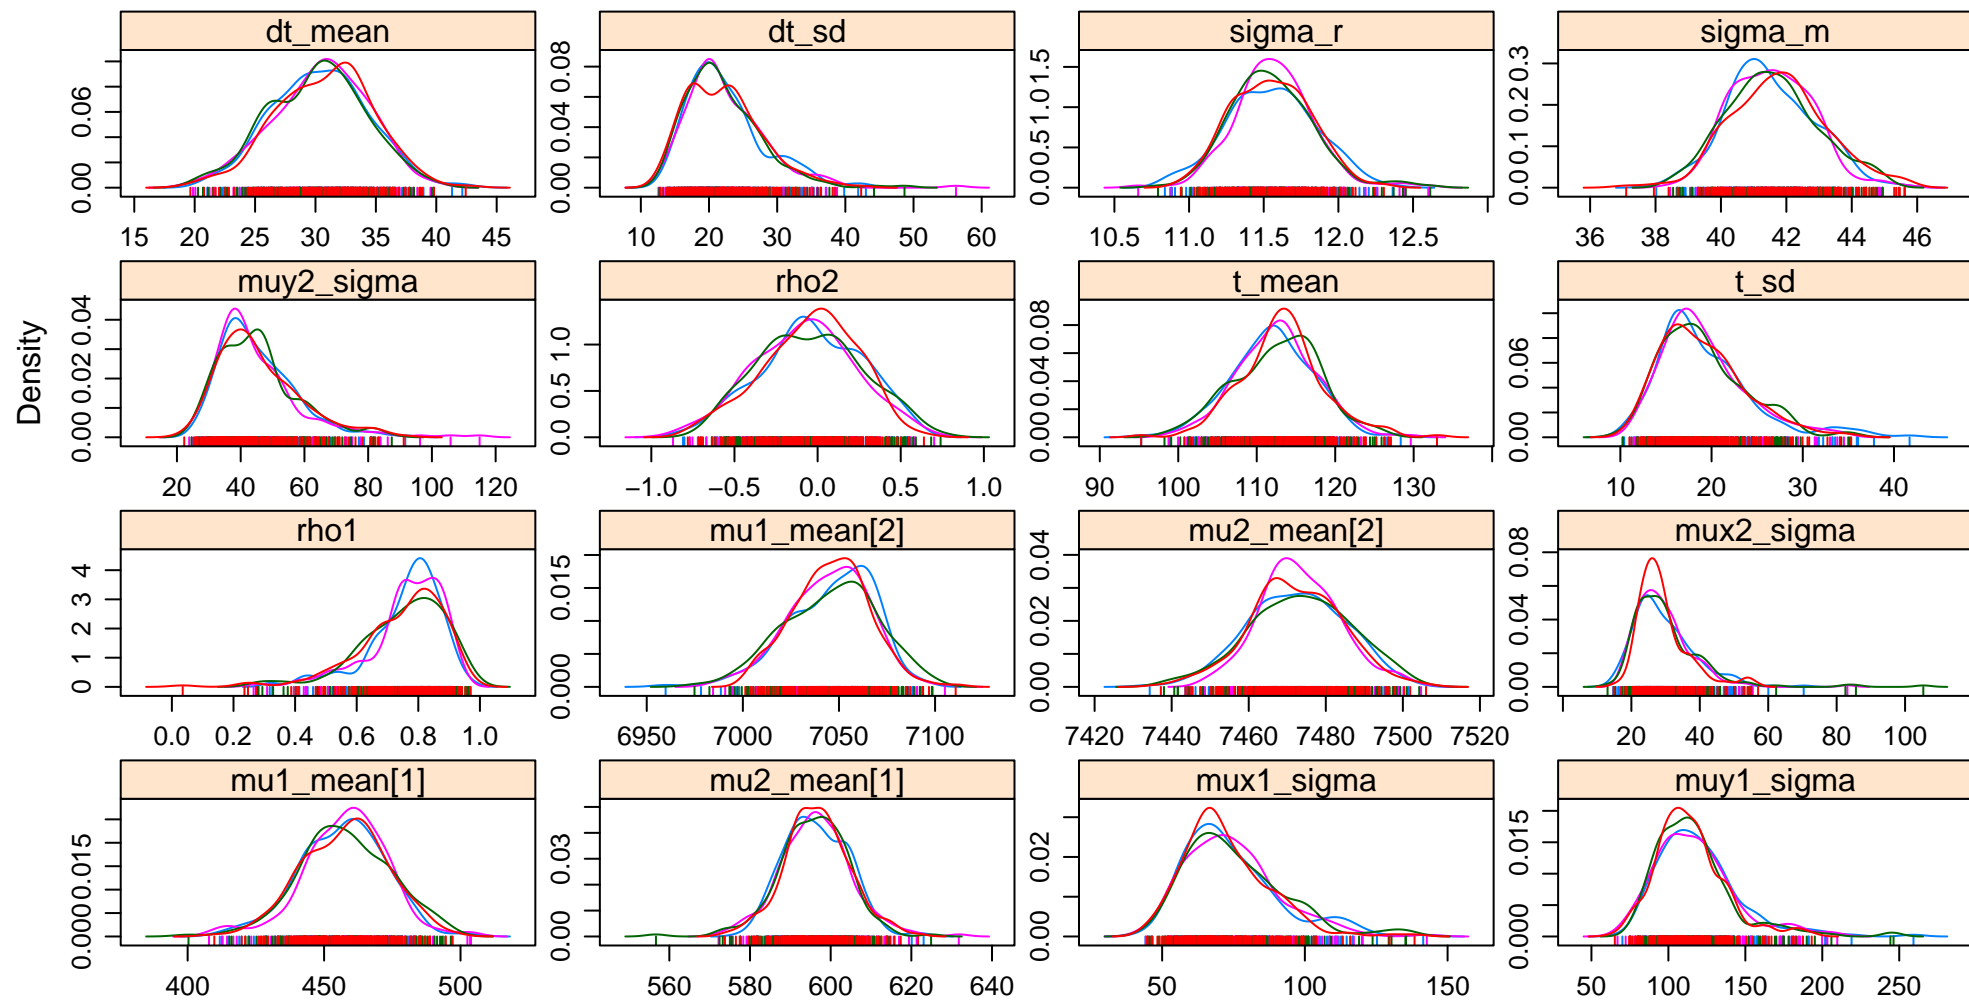 dt_mean dt_sd sigma_r sigma_m
0.00 0.06
0.00 0.04 0.08
0.0 0.5 1.0 1.5
0.0 0.1 0.2 0.3
15 20 25 30 35 40 45
10 20 30 40 50 60
10.5 11.0 11.5 12.0 12.5
36 38 40 42 44 46
muy2_sigma rho2 t_mean t_sd
Density
0.00 0.02 0.04
0.0 0.5 1.0
0.00 0.04 0.08
0.00 0.06
20 40 60 80 100 120
−1.0 −0.5 0.0 0.5 1.0
90 100 110 120 130
10 20 30 40
rho1 mu1_mean[2] mu2_mean[2] mux2_sigma
0 1 2 3 4
0.000 0.015
0.00 0.02 0.04
0.00 0.04 0.08
0.0 0.2 0.4 0.6 0.8 1.0
6950 7000 7050 7100
7420 7440 7460 7480 7500 7520
20 40 60 80 100
mu1_mean[1] mu2_mean[1] mux1_sigma muy1_sigma
0.000 0.015
0.00 0.03
0.00 0.02
0.000 0.015
400 450 500
560 580 600 620 640
50 100 150
50 100 150 200 250